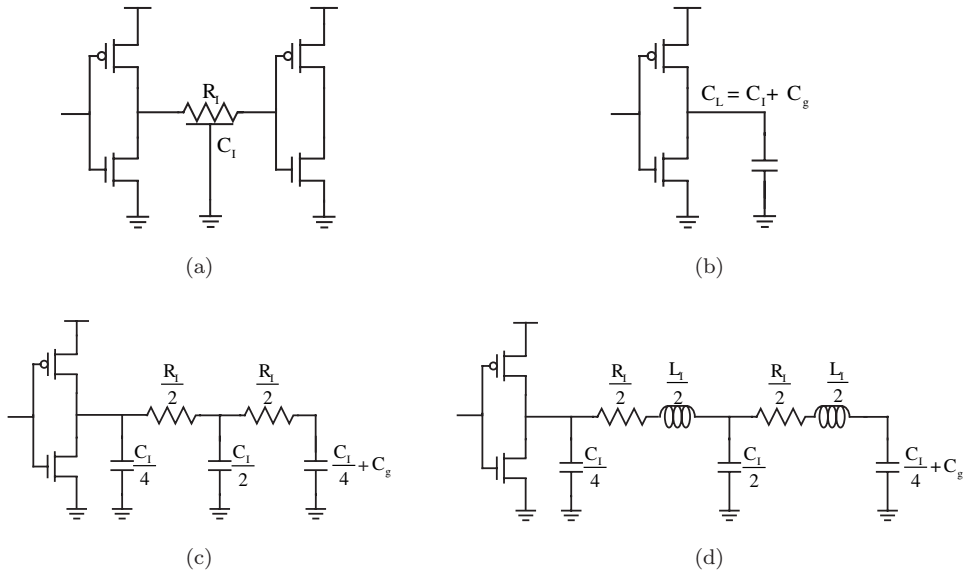 R_I
C_I
(a)
C_L = C_I + C_g
(b)
R_I/2
R_I/2
C_I/4
C_I/2
C_I/4 + C_g
(c)
R_I/2
L_I/2
R_I/2
L_I/2
C_I/4
C_I/2
C_I/4 + C_g
(d)